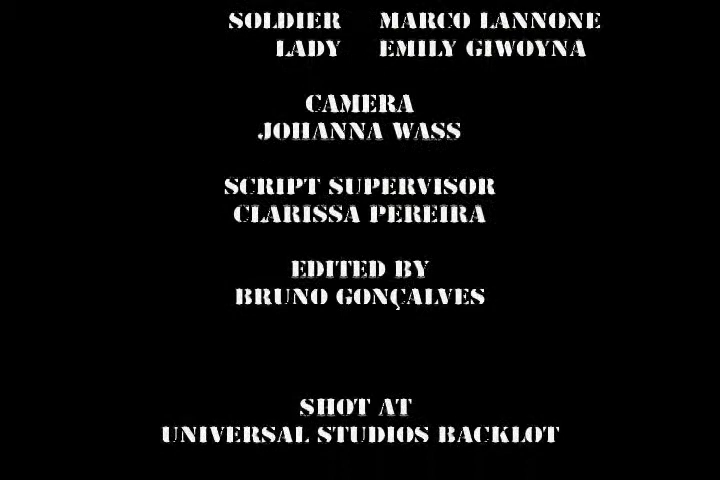 SOLDIER MARCO LANNONE
LADY EMILY GIWOYNA
CAMERA
JOHANNA WASS
SCRIPT SUPERVISOR
CLARISSA PEREIRA
EDITED BY
BRUNO GONÇALVES
SHOT AT
UNIVERSAL STUDIOS BACKLOT